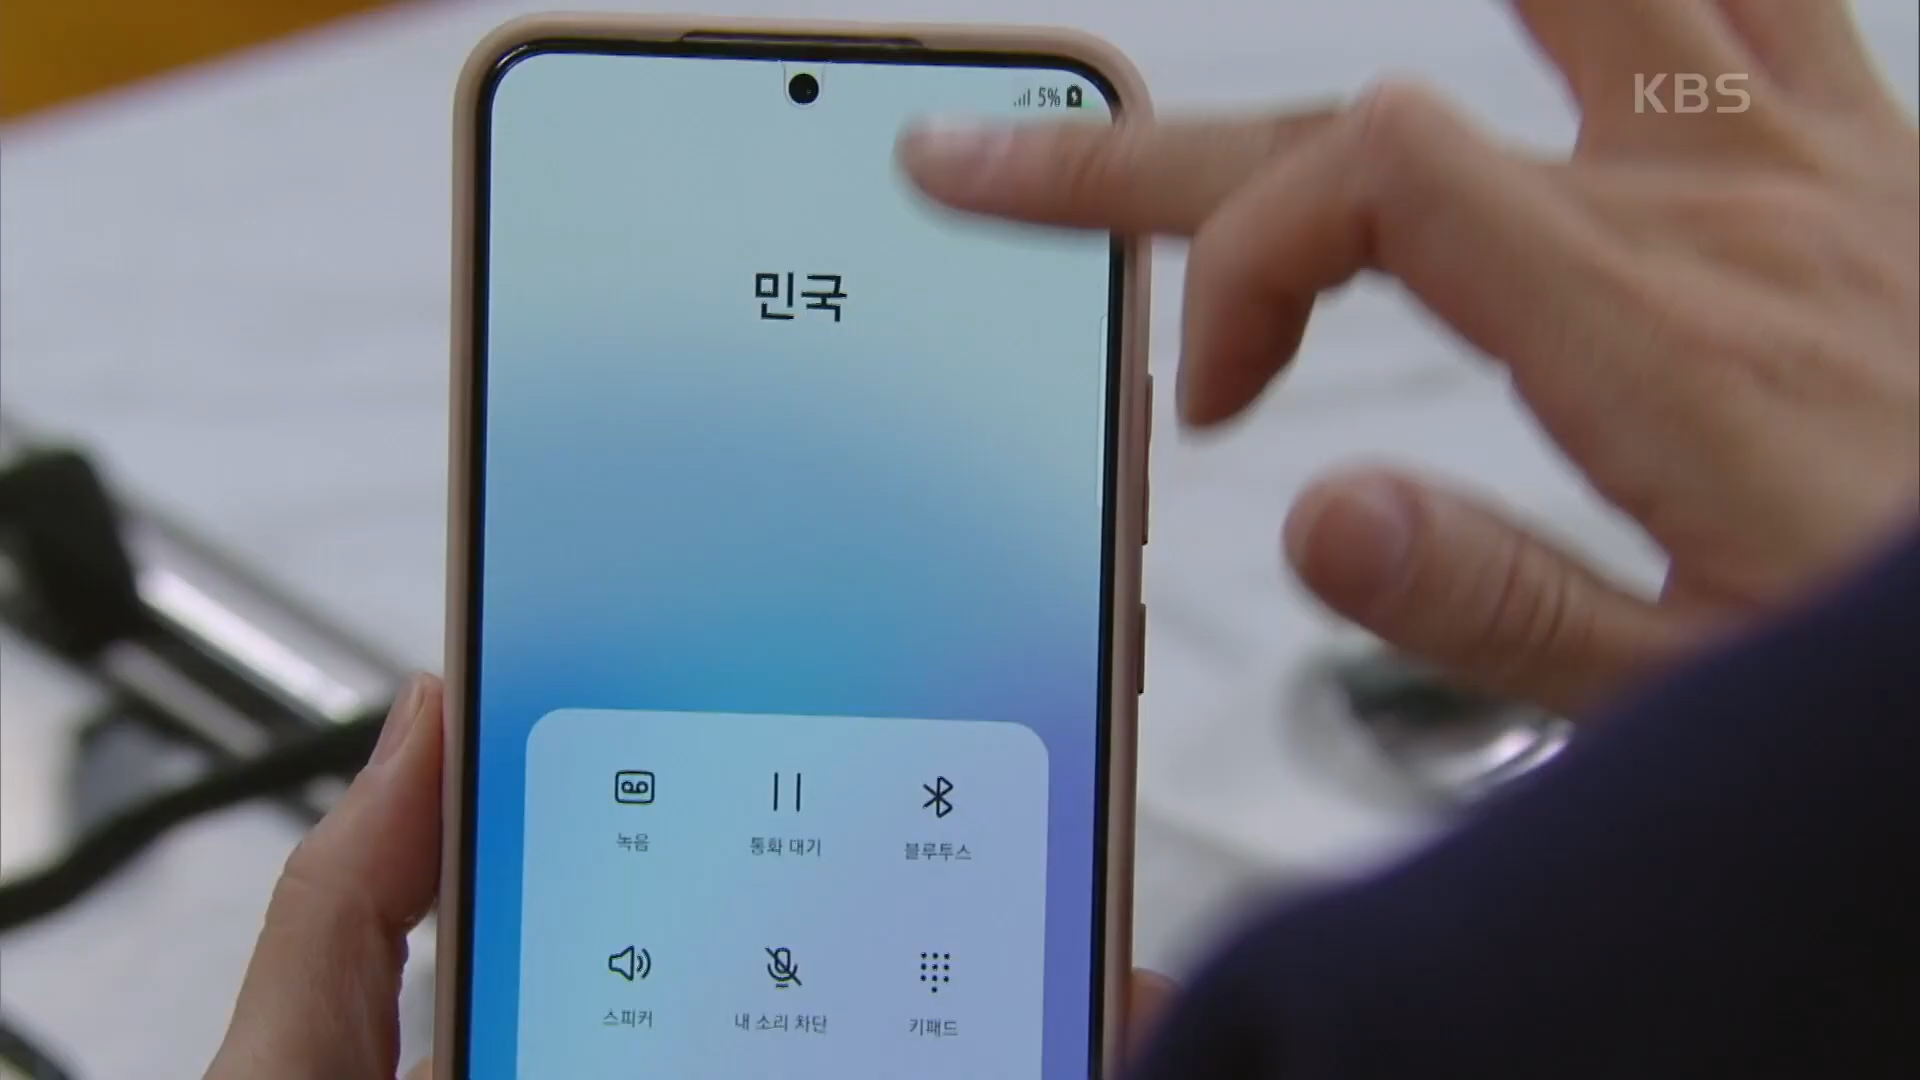 KBS
5%
민국
녹음
통화 대기
블루투스
스피커
내 소리 차단
키패드